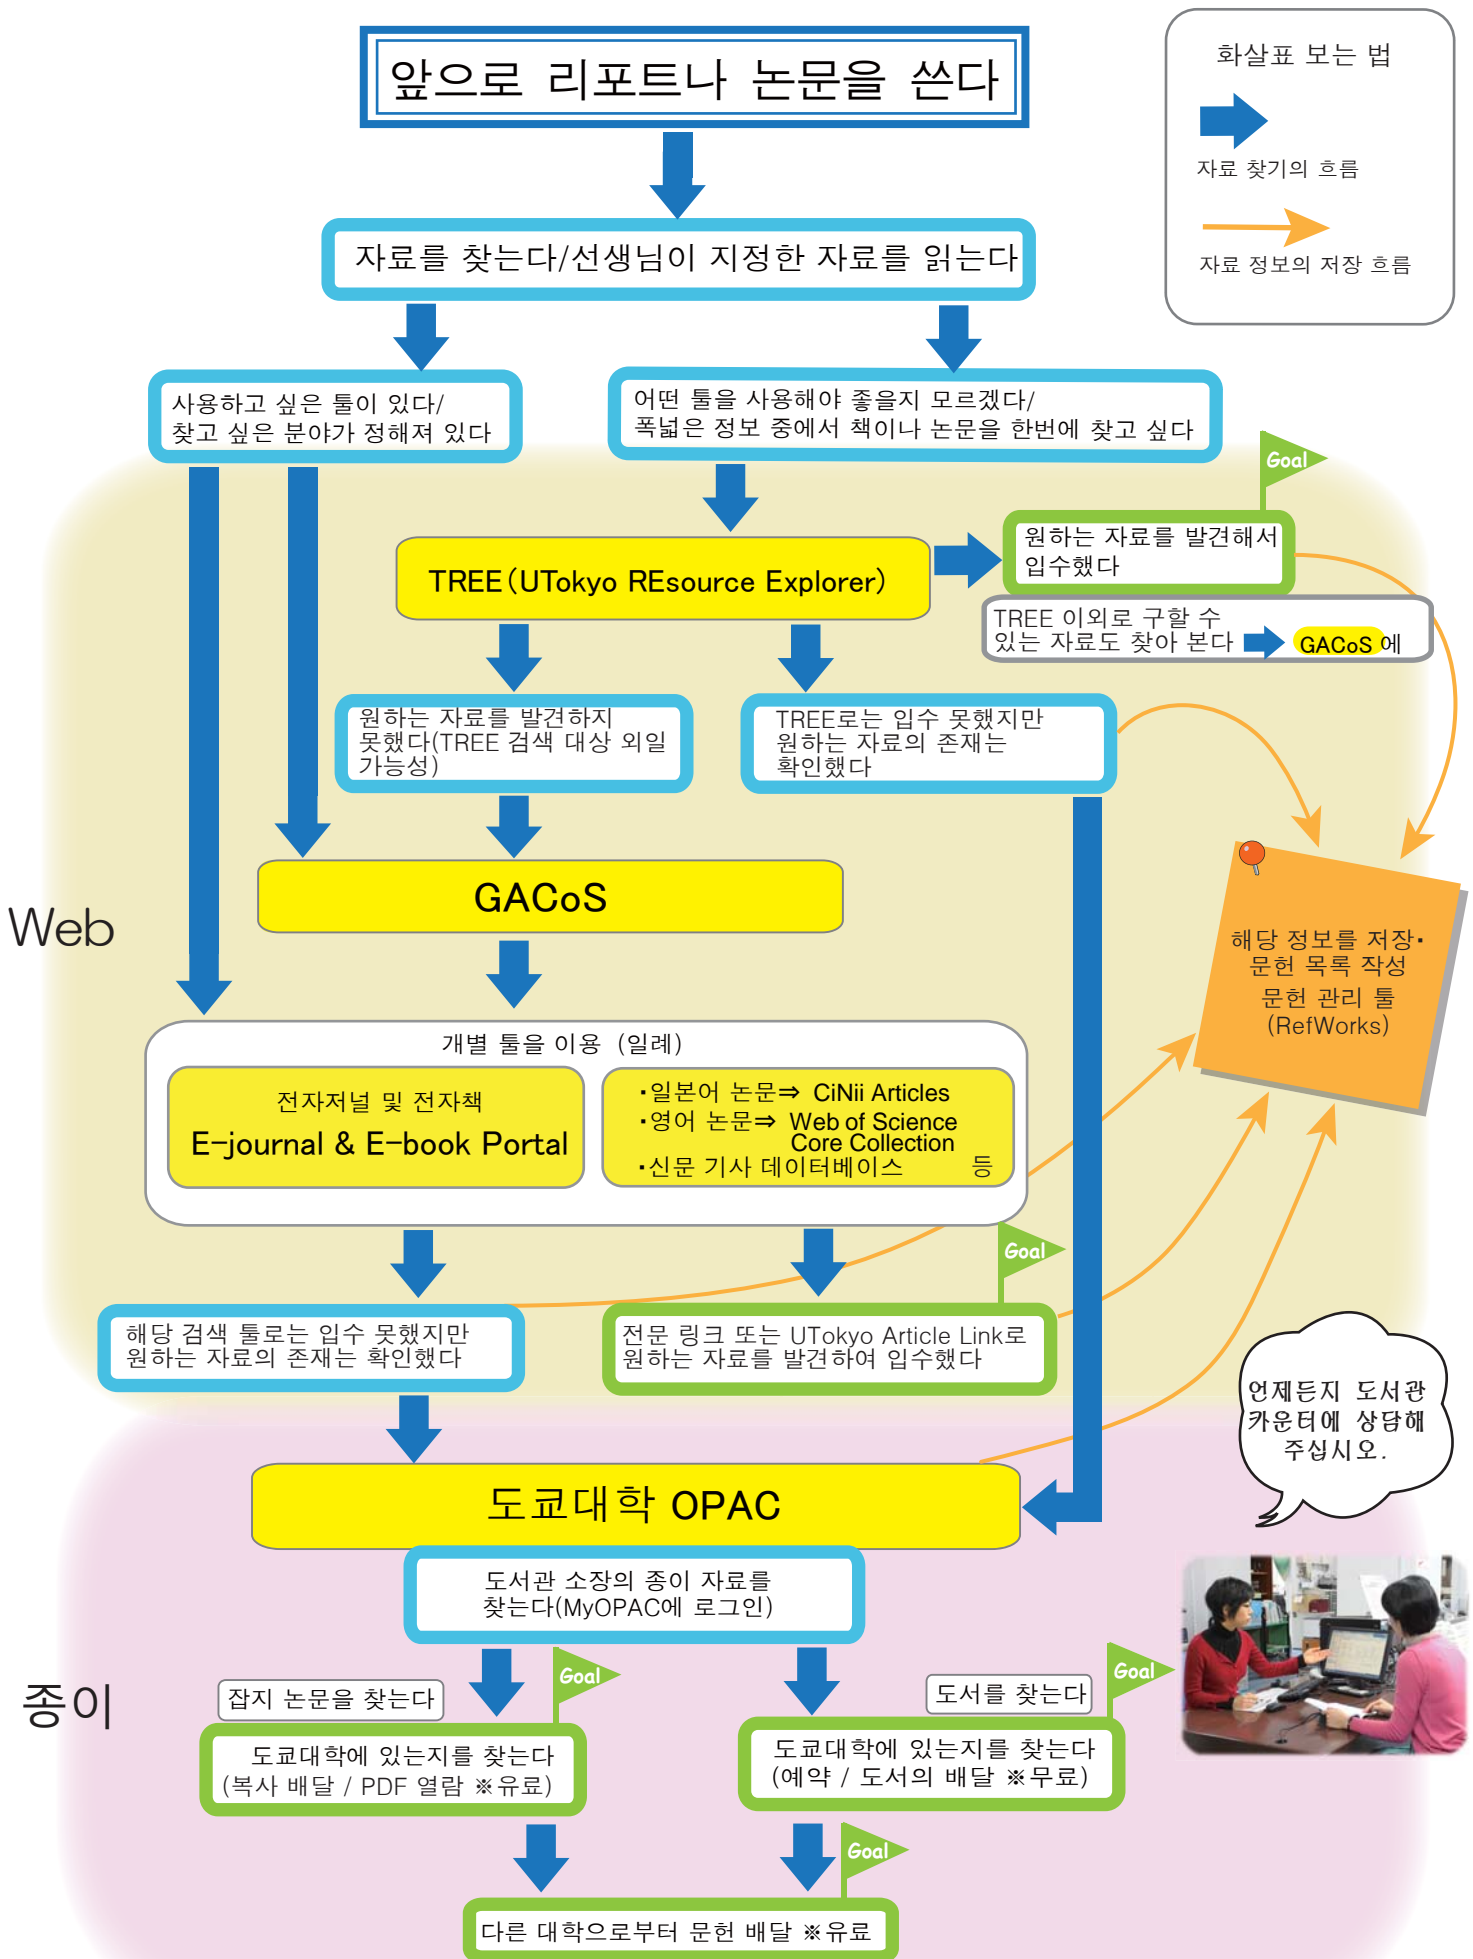 앞으로 리포트나 논문을 쓴다
화살표 보는 법
자료 찾기의 흐름
자료 정보의 저장 흐름
자료를 찾는다/선생님이 지정한 자료를 읽는다
사용하고 싶은 툴이 있다/
찾고 싶은 분야가 정해져 있다
어떤 툴을 사용해야 좋을지 모르겠다/
폭넓은 정보 중에서 책이나 논문을 한번에 찾고 싶다
Goal
TREE(UTokyo REsource Explorer)
원하는 자료를 발견해서
입수했다
TREE 이외로 구할 수
있는 자료도 찾아 본다 GACoS 에
원하는 자료를 발견하지
못했다(TREE 검색 대상 외일
가능성)
TREE로는 입수 못했지만
원하는 자료의 존재는
확인했다
GACoS
Web
해당 정보를 저장・
문헌 목록 작성
문헌 관리 툴
(RefWorks)
개별 툴을 이용 (일례)
전자저널 및 전자책
E-journal & E-book Portal
・일본어 논문⇒ CiNii Articles
・영어 논문⇒ Web of Science
Core Collection
・신문 기사 데이터베이스 등
Goal
해당 검색 툴로는 입수 못했지만
원하는 자료의 존재는 확인했다
전문 링크 또는 UTokyo Article Link로
원하는 자료를 발견하여 입수했다
언제든지 도서관
카운터에 상담해
주십시오.
도쿄대학 OPAC
도서관 소장의 종이 자료를
찾는다(MyOPAC에 로그인)
종이
잡지 논문을 찾는다
Goal
도서를 찾는다
Goal
도쿄대학에 있는지를 찾는다
(복사 배달 / PDF 열람 ※유료)
도쿄대학에 있는지를 찾는다
(예약 / 도서의 배달 ※무료)
Goal
다른 대학으로부터 문헌 배달 ※유료